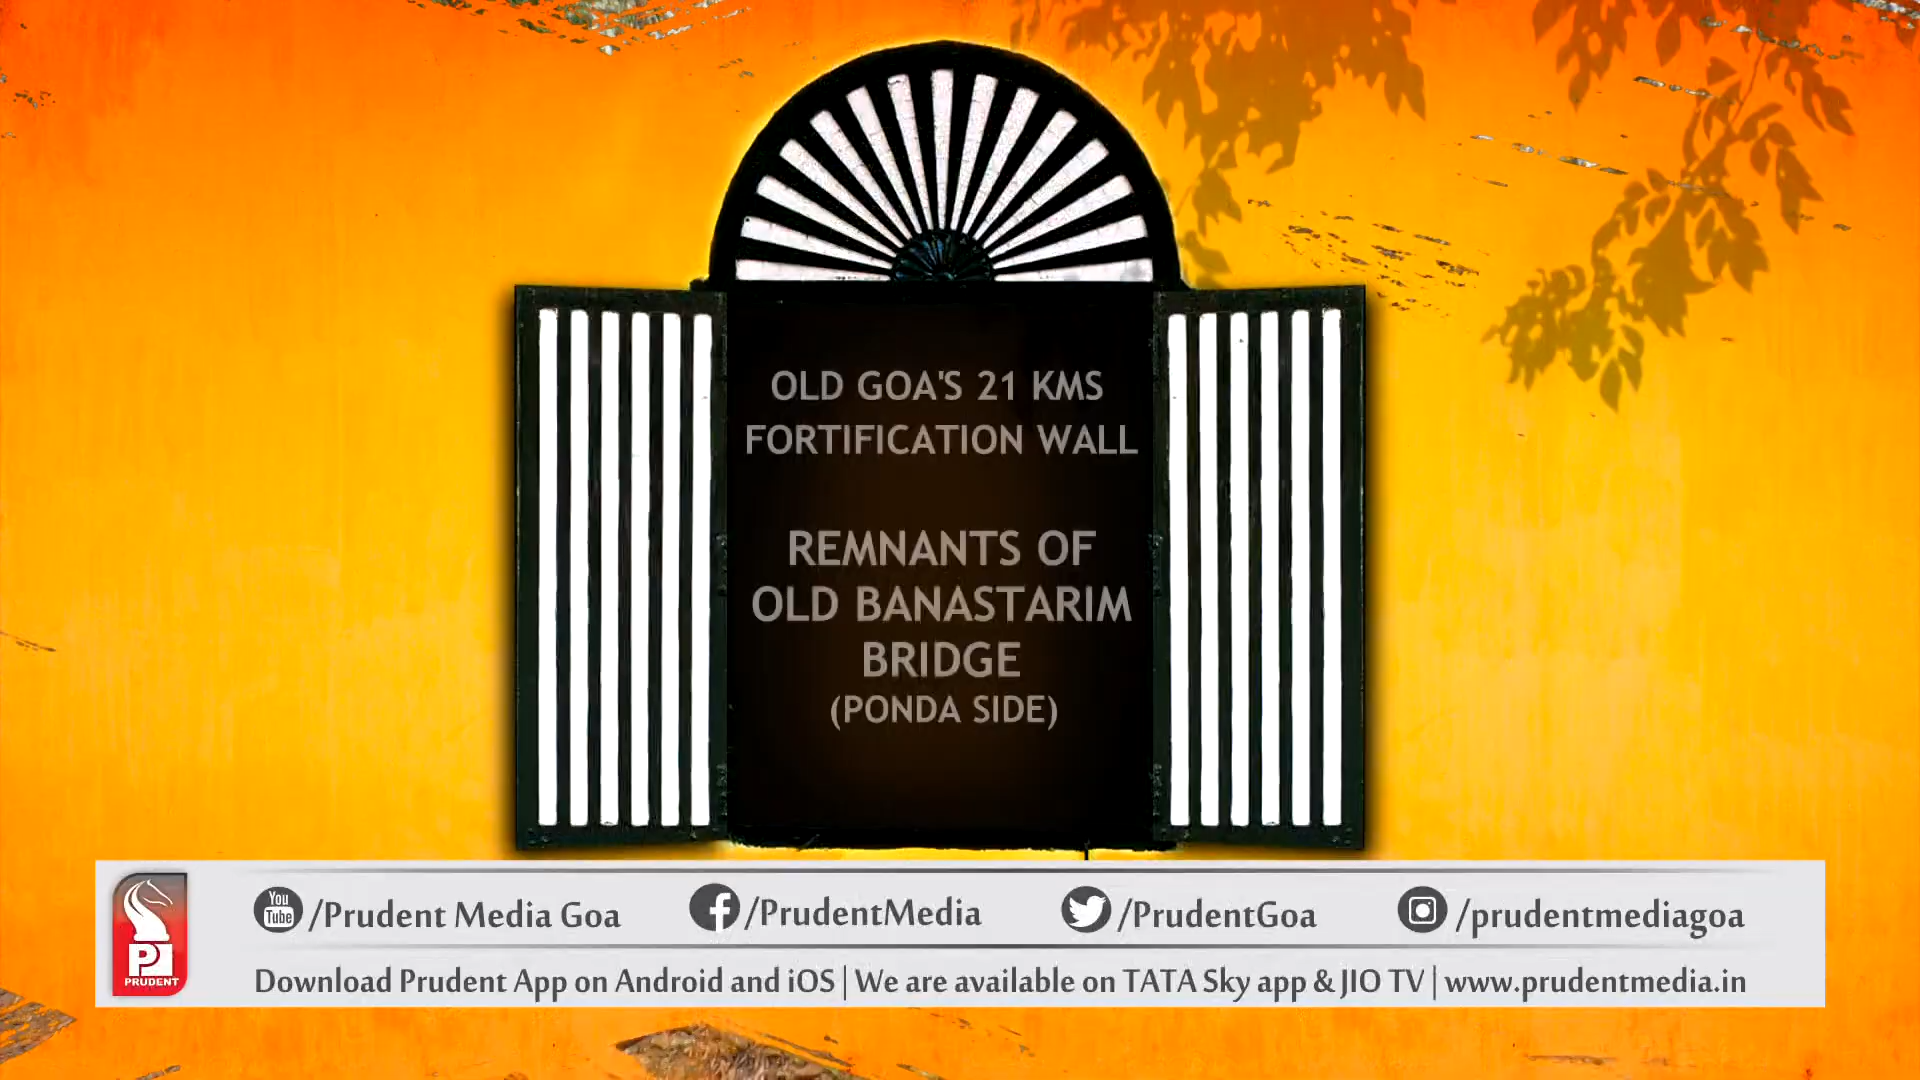 OLD GOA'S 21 KMS
FORTIFICATION WALL
REMNANTS OF
OLD BANASTARIM
BRIDGE
(PONDA SIDE)
You Tube /Prudent Media Goa /PrudentMedia /PrudentGoa /prudentmediagoa
PRUDENT
Download Prudent App on Android and iOS | We are available on TATA Sky app & JIO TV | www.prudentmedia.in